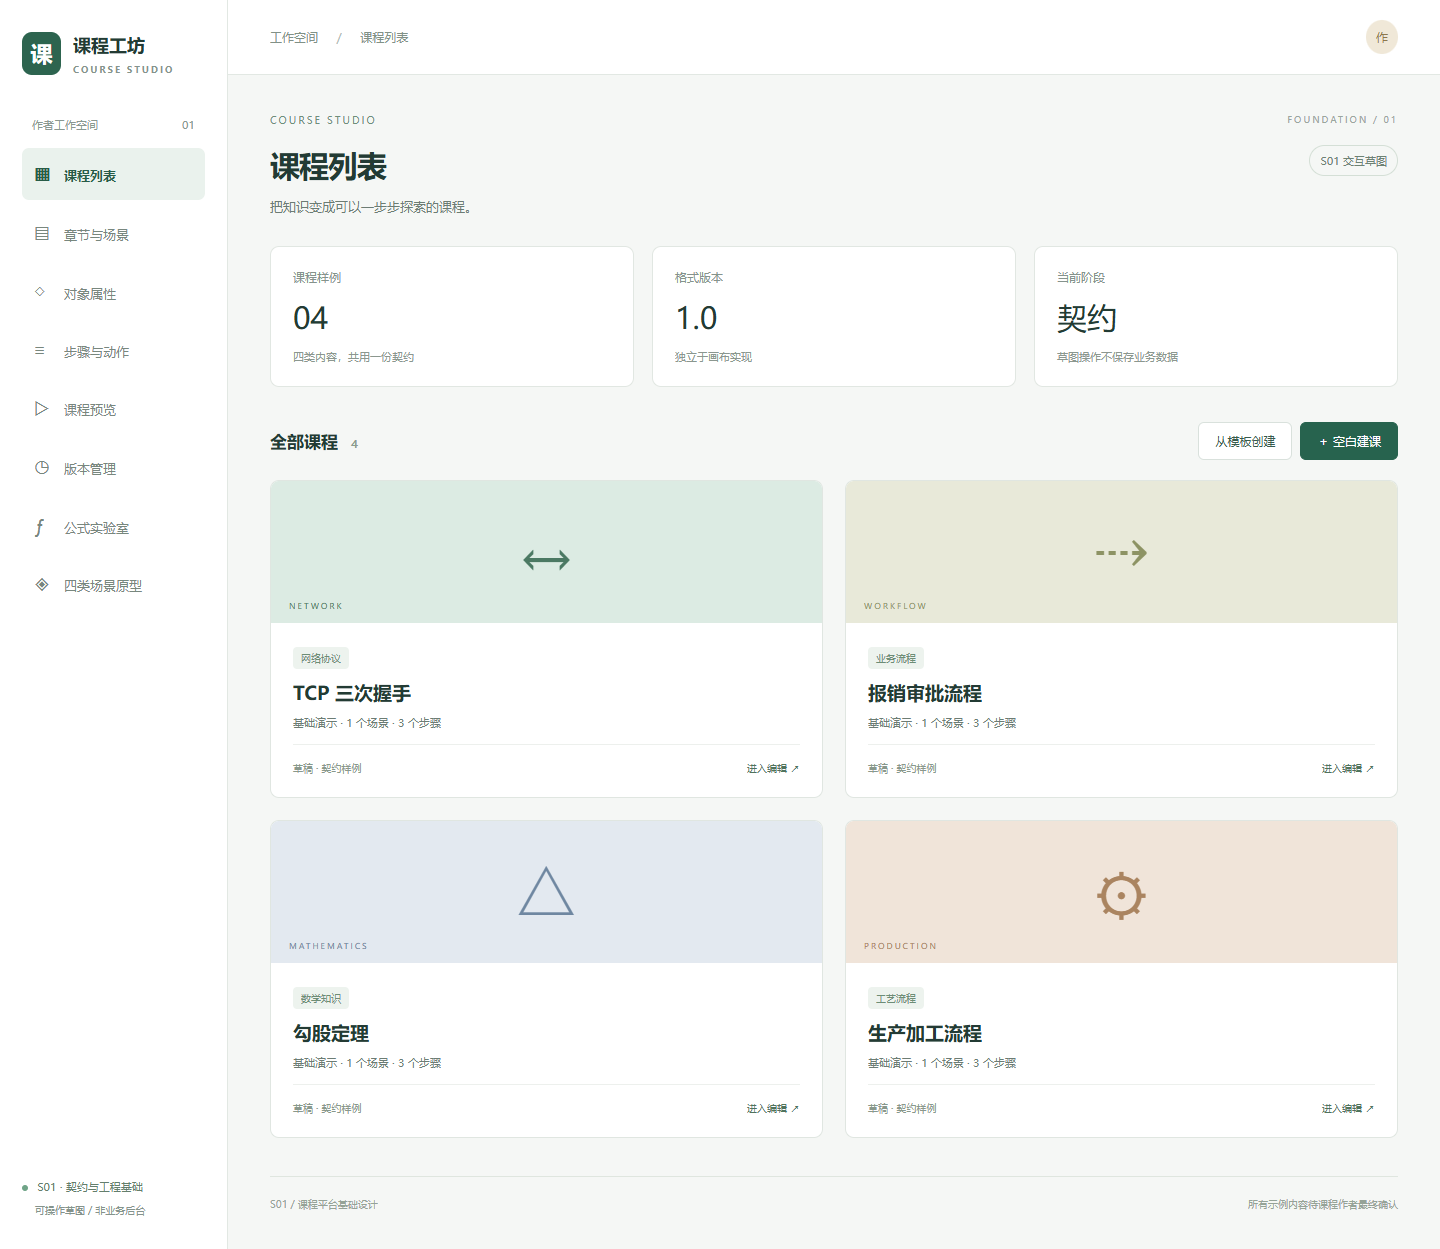 课 课程工坊
COURSE STUDIO
作者工作空间 01
课程列表
章节与场景
对象属性
步骤与动作
课程预览
版本管理
公式实验室
四类场景原型
S01 · 契约与工程基础
可操作草图 / 非业务后台
工作空间 / 课程列表
作
COURSE STUDIO
FOUNDATION / 01
课程列表
S01 交互草图
把知识变成可以一步步探索的课程。
课程样例
04
四类内容，共用一份契约
格式版本
1.0
独立于画布实现
当前阶段
契约
草图操作不保存业务数据
全部课程 4
从模板创建
+ 空白建课
NETWORK
网络协议
TCP 三次握手
基础演示 · 1 个场景 · 3 个步骤
草稿 · 契约样例
进入编辑 ↗
WORKFLOW
业务流程
报销审批流程
基础演示 · 1 个场景 · 3 个步骤
草稿 · 契约样例
进入编辑 ↗
MATHEMATICS
数学知识
勾股定理
基础演示 · 1 个场景 · 3 个步骤
草稿 · 契约样例
进入编辑 ↗
PRODUCTION
工艺流程
生产加工流程
基础演示 · 1 个场景 · 3 个步骤
草稿 · 契约样例
进入编辑 ↗
S01 / 课程平台基础设计
所有示例内容待课程作者最终确认